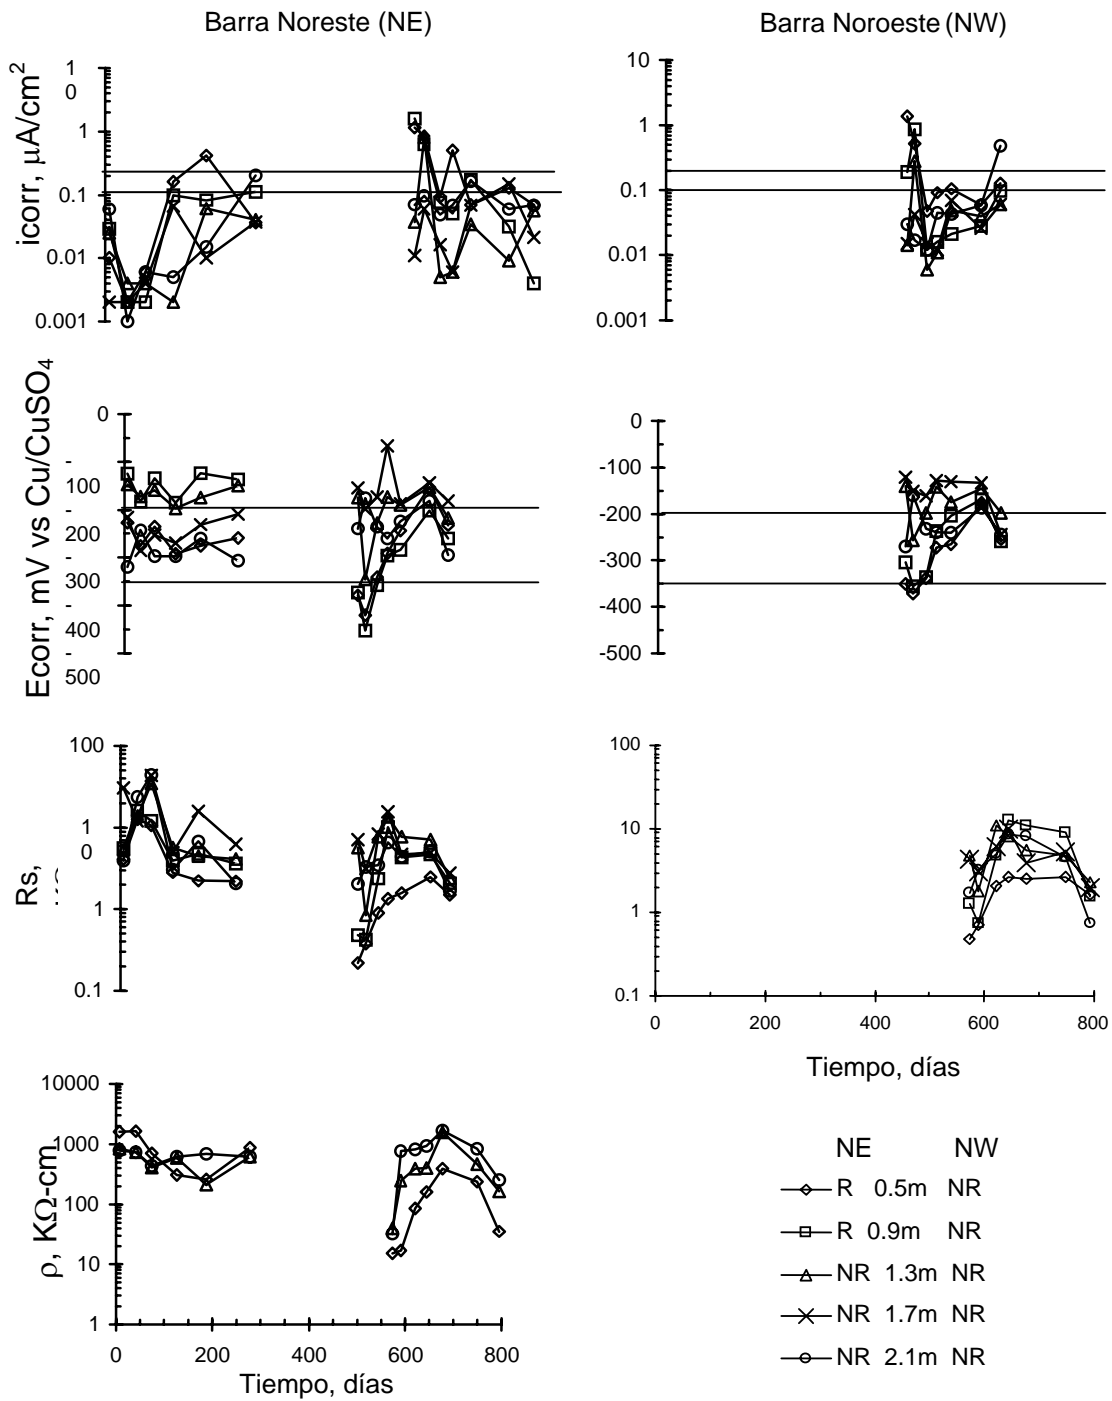 Barra Noreste (NE)
Barra Noroeste (NW)
icorr, μA/cm2
1
0
1
0.1
0.01
0.001
10
1
0.1
0.01
0.001
Ecorr, mV vs Cu/CuSO4
0
-
100
200
300
-
400
-
500
0
-100
-200
-300
-400
-500
Rs,
100
1
0
1
0.1
100
10
1
0.1
0 200 400 600 800
Tiempo, días
ρ, KΩ-cm
10000
1000
100
10
1
0 200 400 600 800
Tiempo, días
NE NW
R 0.5m NR
R 0.9m NR
NR 1.3m NR
NR 1.7m NR
NR 2.1m NR